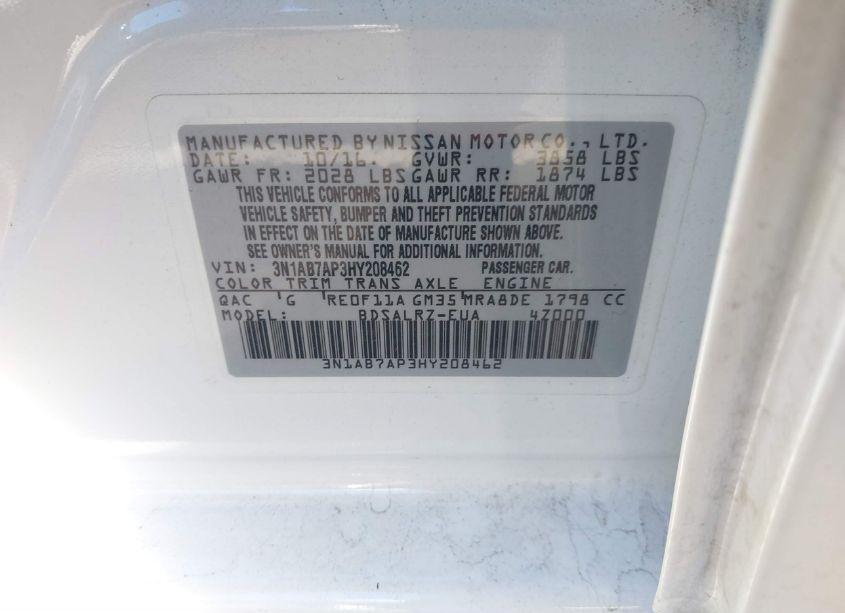 MANUFACTURED BY NISSAN MOTOR CO., LTD.
DATE: 10/16. GVWR: 3858 LBS
GAWR FR: 2028 LBS GAWR RR: 1874 LBS
THIS VEHICLE CONFORMS TO ALL APPLICABLE FEDERAL MOTOR
VEHICLE SAFETY, BUMPER AND THEFT PREVENTION STANDARDS
IN EFFECT ON THE DATE OF MANUFACTURE SHOWN ABOVE.
SEE OWNER'S MANUAL FOR ADDITIONAL INFORMATION.
VIN: 3N1AB7AP3HY208462 PASSENGER CAR.
COLOR TRIM TRANS AXLE ENGINE
QAC G RE0F11A GM35 MRA8DE 1798 CC
MODEL: BDSALRZ-EUA 4Z000
3N1AB7AP3HY208462